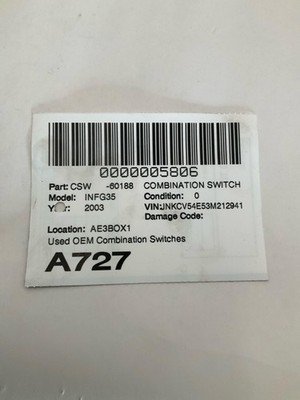 0000005806
Part: CSW -60188 COMBINATION SWITCH
Model: INFG35 Condition: 0
Year: 2003 VIN:JNKCV54E53M212941
Damage Code:
Location: AE3BOX1
Used OEM Combination Switches
A727